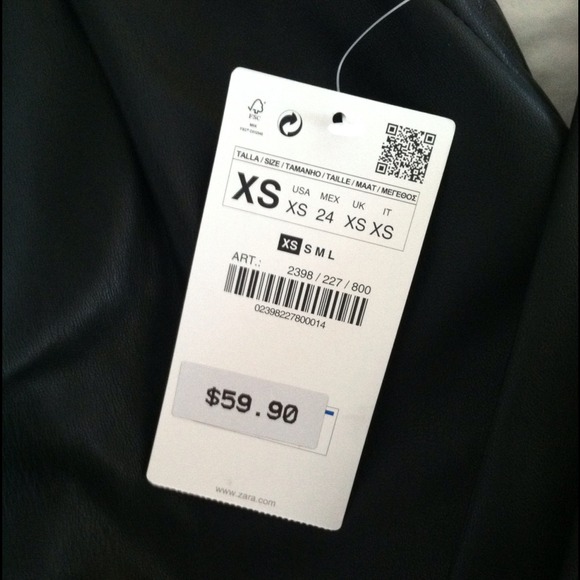 FSC
TALLA / SIZE / TAMANHO / TAILLE / MAAT / ΜΕΓΕΘΟΣ
XS USA XS MEX 24 UK XS IT XS
XS S M L
ART.: 2398 / 227 / 800
02398227800014
$59.90
www.zara.com